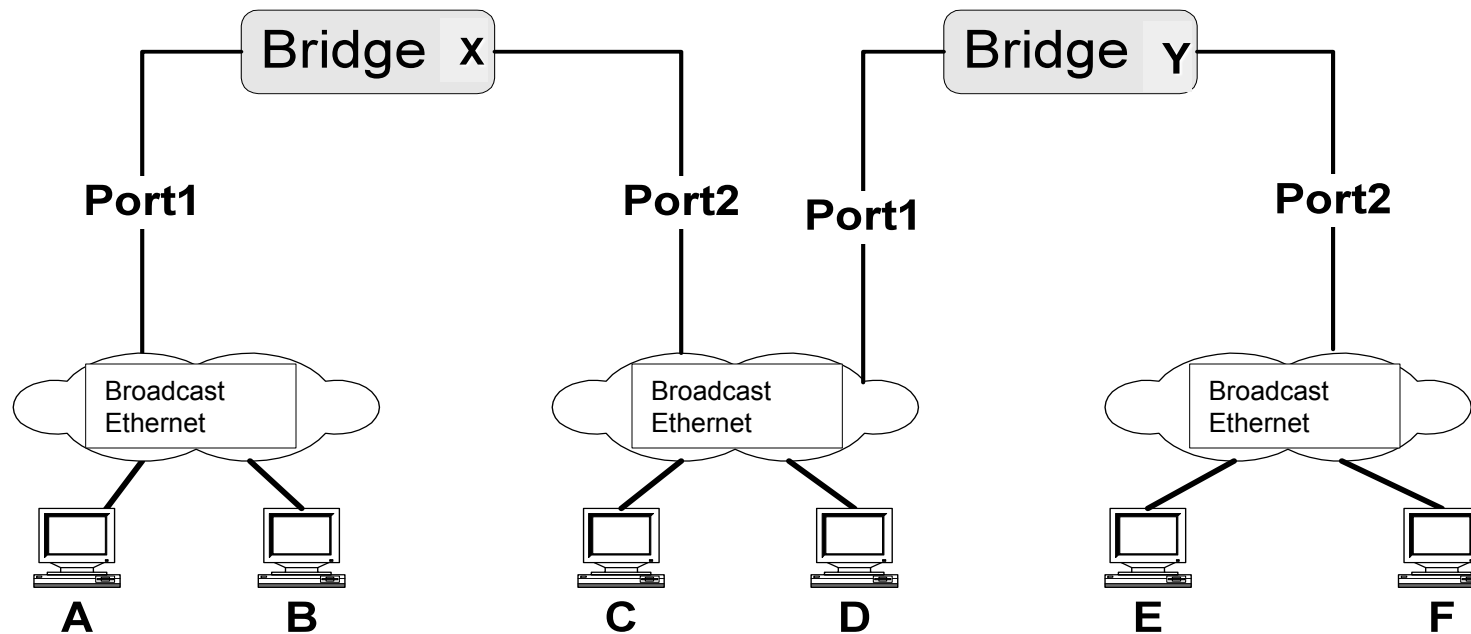 Bridge X
Bridge Y
Port1
Port2
Port1
Port2
Broadcast
Ethernet
Broadcast
Ethernet
Broadcast
Ethernet
A
B
C
D
E
F